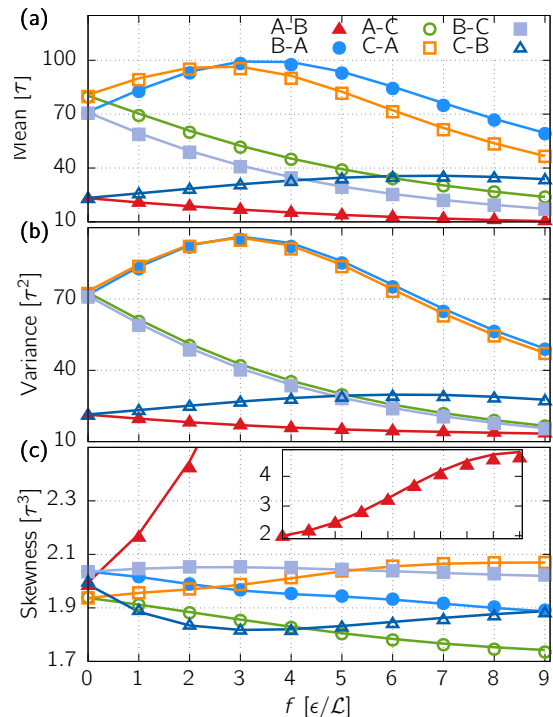 (a)
A-B A-C B-C
B-A C-A C-B
Mean [τ]
100
70
40
10
(b)
Variance [τ²]
70
40
10
(c)
Skewness [τ³]
2.3
2.1
1.9
1.7
4
3
2
0 1 2 3 4 5 6 7 8 9
f [ϵ/ℒ]